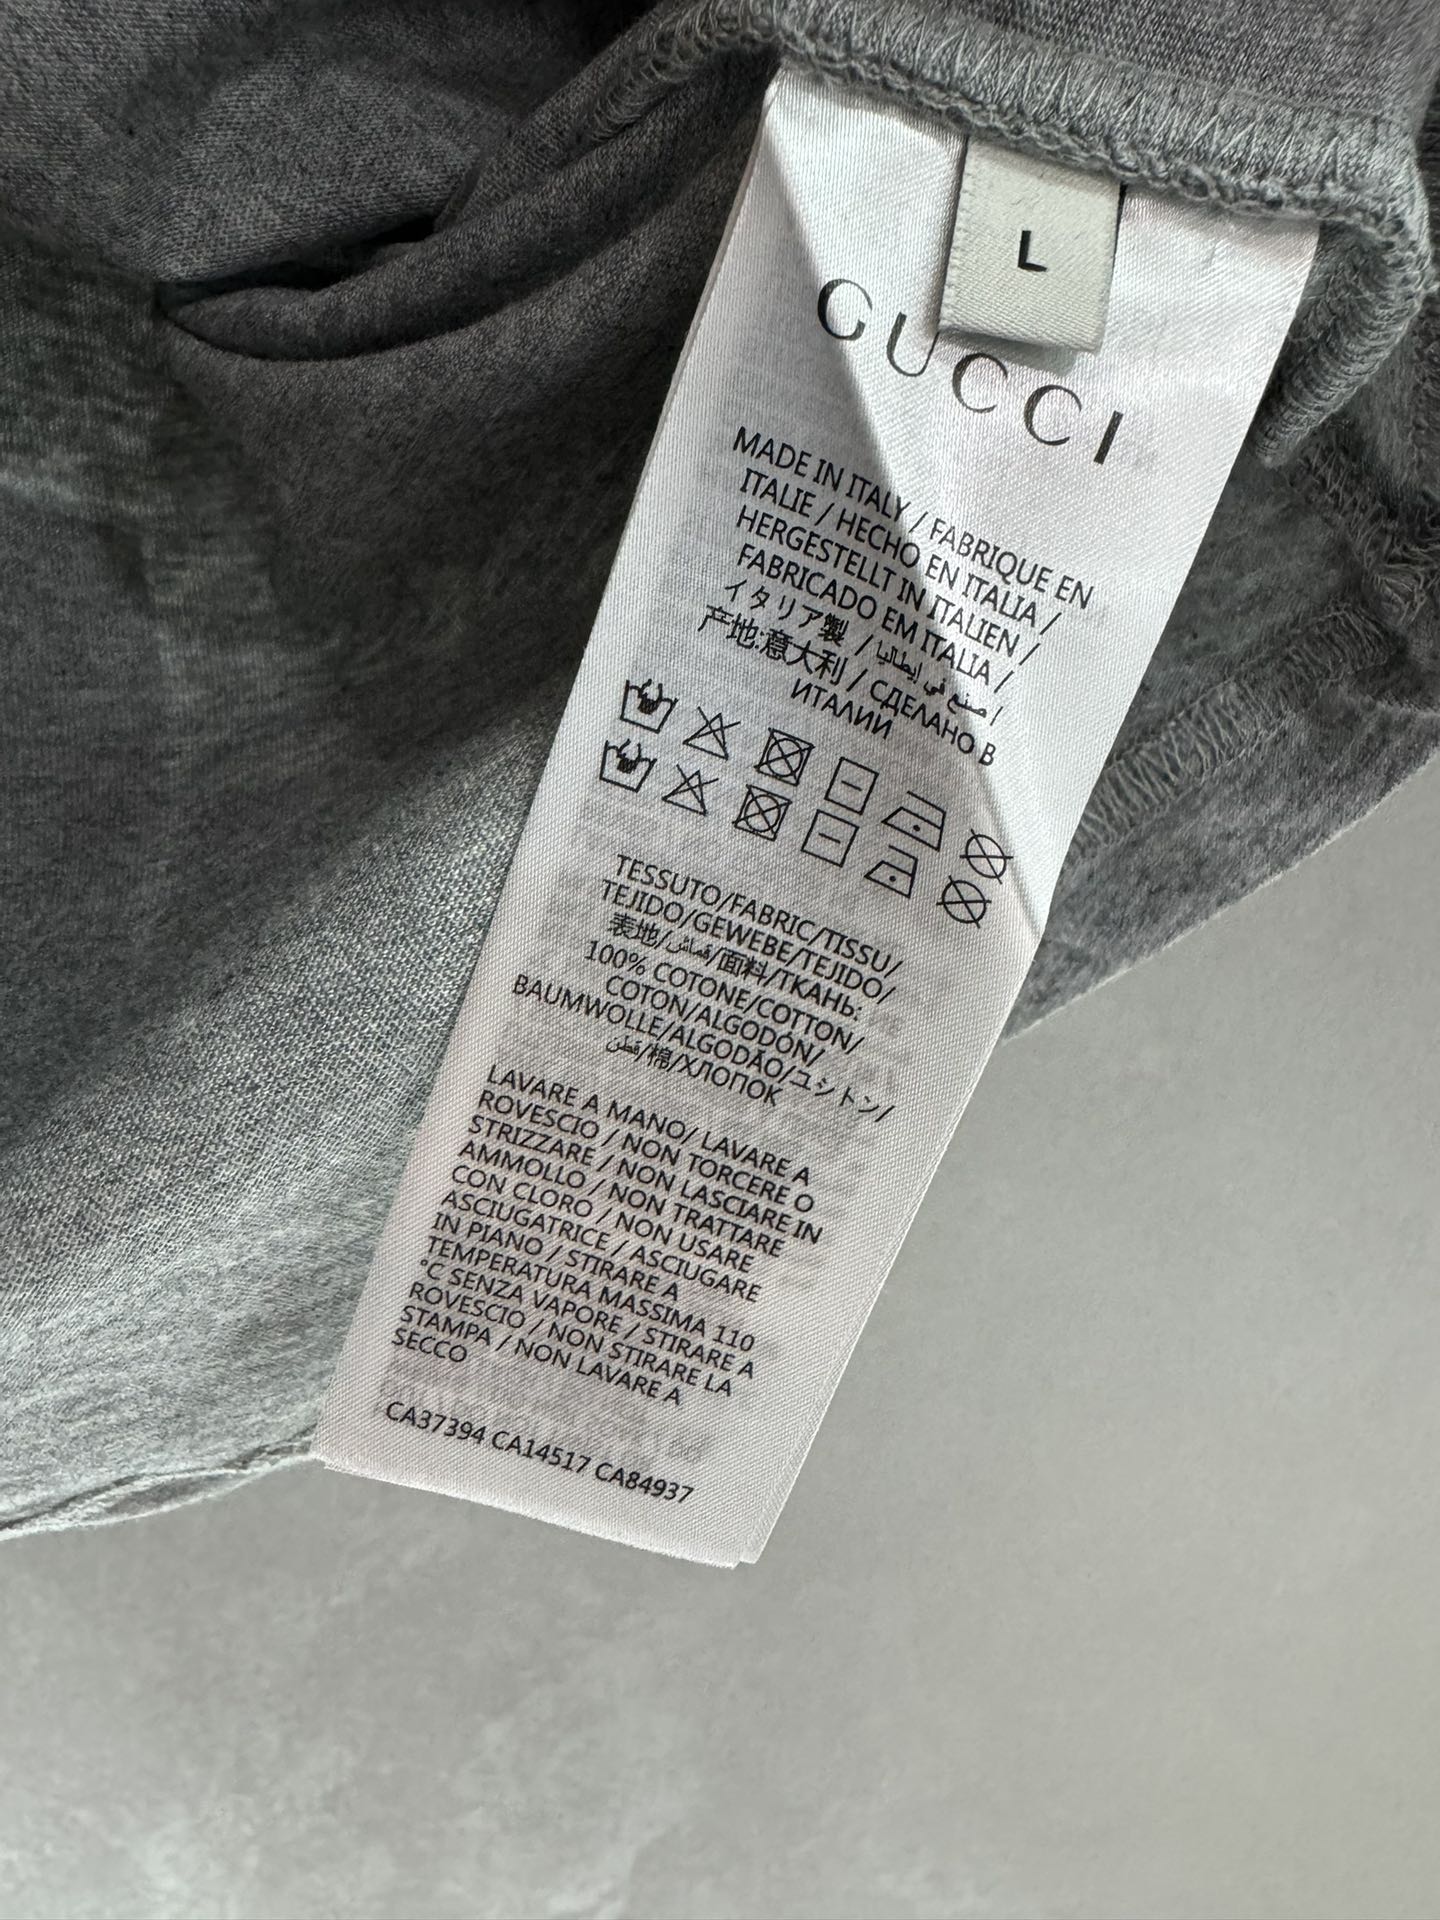 L
GUCCI
MADE IN ITALY / FABRIQUE EN
ITALIE / HECHO EN ITALIA /
HERGESTELLT IN ITALIEN /
FABRICADO EM ITALIA /
イタリア製 / صنع في إيطاليا /
产地:意大利 / СДЕЛАНО В
ИТАЛИИ
TESSUTO/FABRIC/TISSU/
TEJIDO/GEWEBE/TEJIDO/
表地/قماش/面料/ТКАНЬ:
100% COTONE/COTTON/
COTON/ALGODÓN/
BAUMWOLLE/ALGODÃO/ユシトン/
قطن/棉/ХЛОПОК
LAVARE A MANO/ LAVARE A
ROVESCIO / NON TORCERE O
STRIZZARE / NON LASCIARE IN
AMMOLLO / NON TRATTARE
CON CLORO / NON USARE
ASCIUGATRICE / ASCIUGARE
IN PIANO / STIRARE A
TEMPERATURA MASSIMA 110
°C SENZA VAPORE / STIRARE A
ROVESCIO / NON STIRARE LA
STAMPA / NON LAVARE A
SECCO
CA37394 CA14517 CA84937